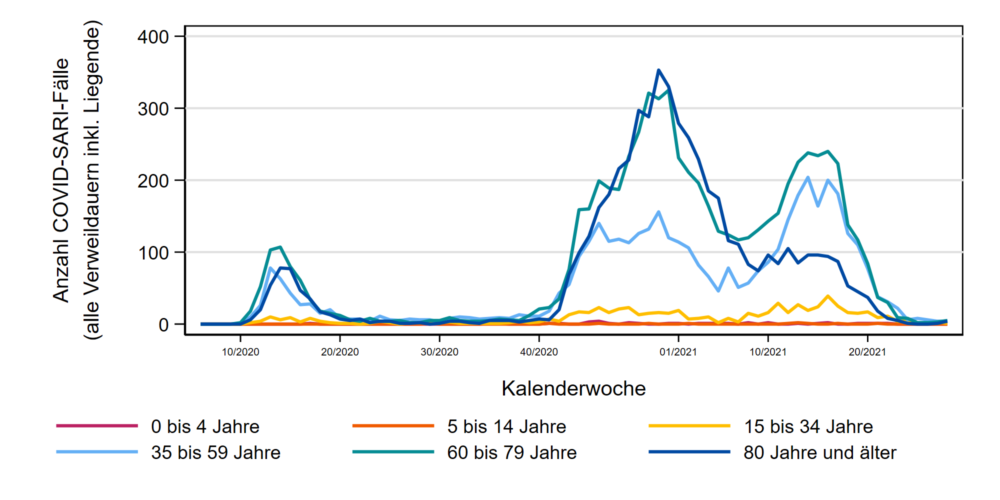 Anzahl COVID-SARI-Fälle
(alle Verweildauern inkl. Liegende)
400
300
200
100
0
10/2020 20/2020 30/2020 40/2020 01/2021 10/2021 20/2021
Kalenderwoche
0 bis 4 Jahre 5 bis 14 Jahre 15 bis 34 Jahre
35 bis 59 Jahre 60 bis 79 Jahre 80 Jahre und älter